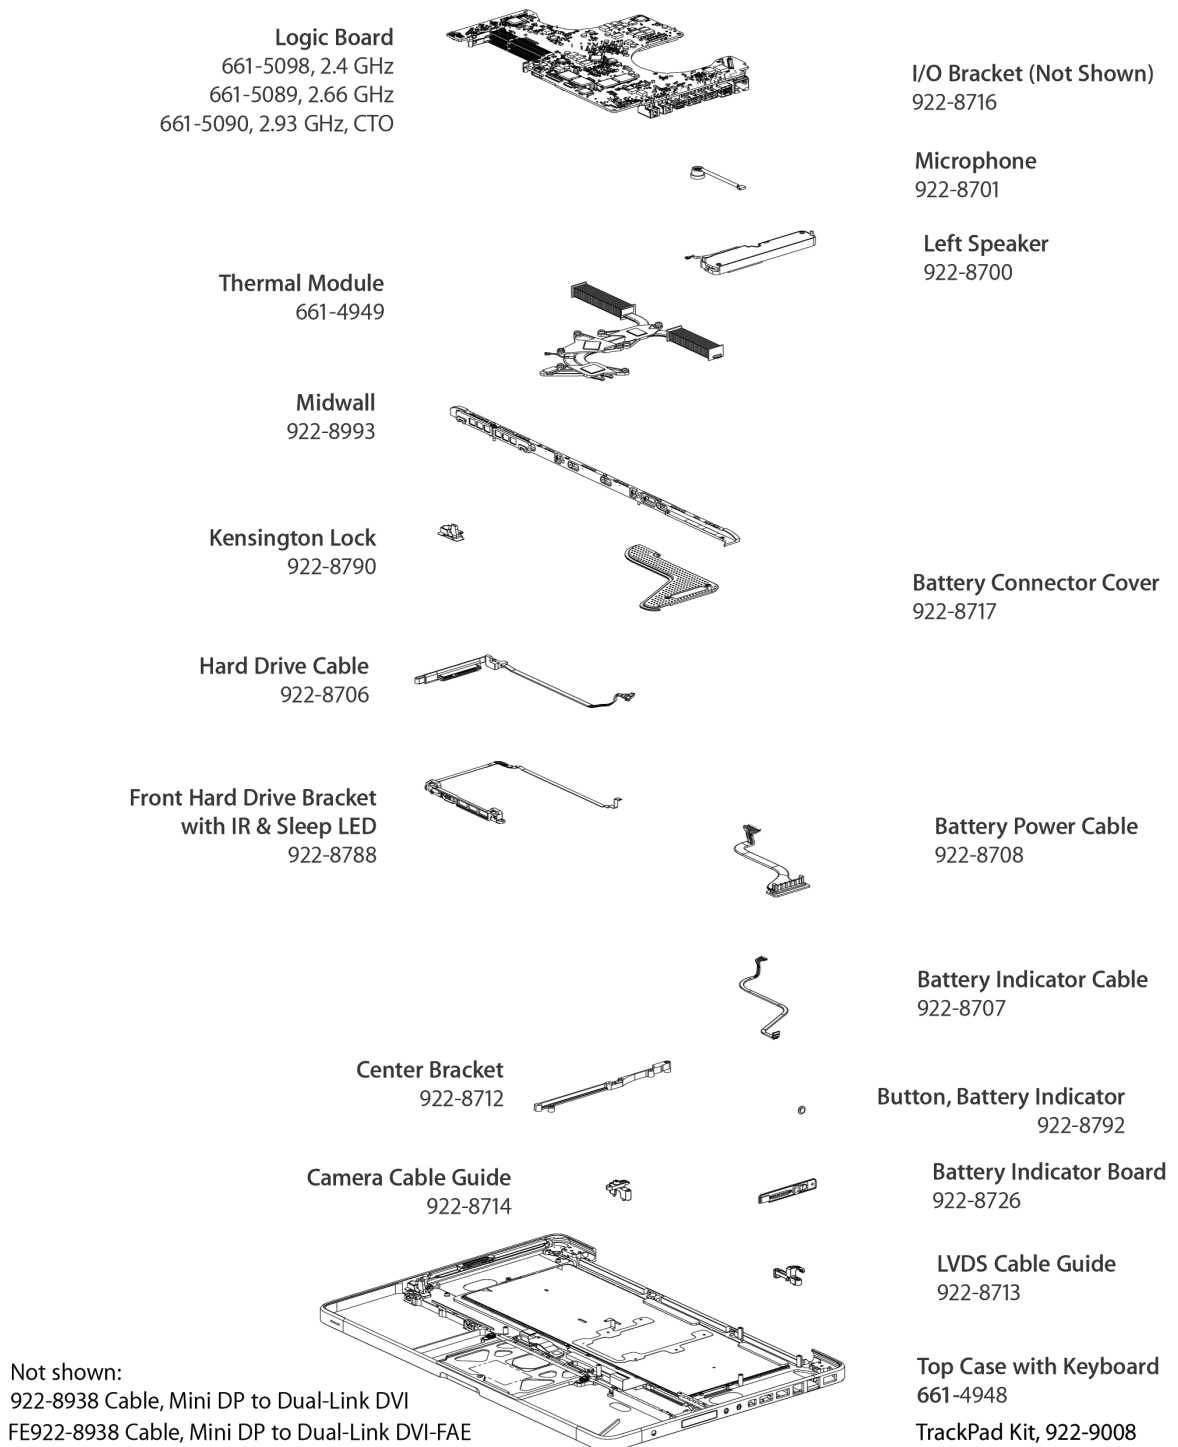 Logic Board
661-5098, 2.4 GHz
661-5089, 2.66 GHz
661-5090, 2.93 GHz, CTO
I/O Bracket (Not Shown)
922-8716
Microphone
922-8701
Left Speaker
922-8700
Thermal Module
661-4949
Midwall
922-8993
Kensington Lock
922-8790
Battery Connector Cover
922-8717
Hard Drive Cable
922-8706
Front Hard Drive Bracket
with IR & Sleep LED
922-8788
Battery Power Cable
922-8708
Battery Indicator Cable
922-8707
Center Bracket
922-8712
Button, Battery Indicator
922-8792
Camera Cable Guide
922-8714
Battery Indicator Board
922-8726
LVDS Cable Guide
922-8713
Top Case with Keyboard
661-4948
TrackPad Kit, 922-9008
Not shown:
922-8938 Cable, Mini DP to Dual-Link DVI
FE922-8938 Cable, Mini DP to Dual-Link DVI-FAE